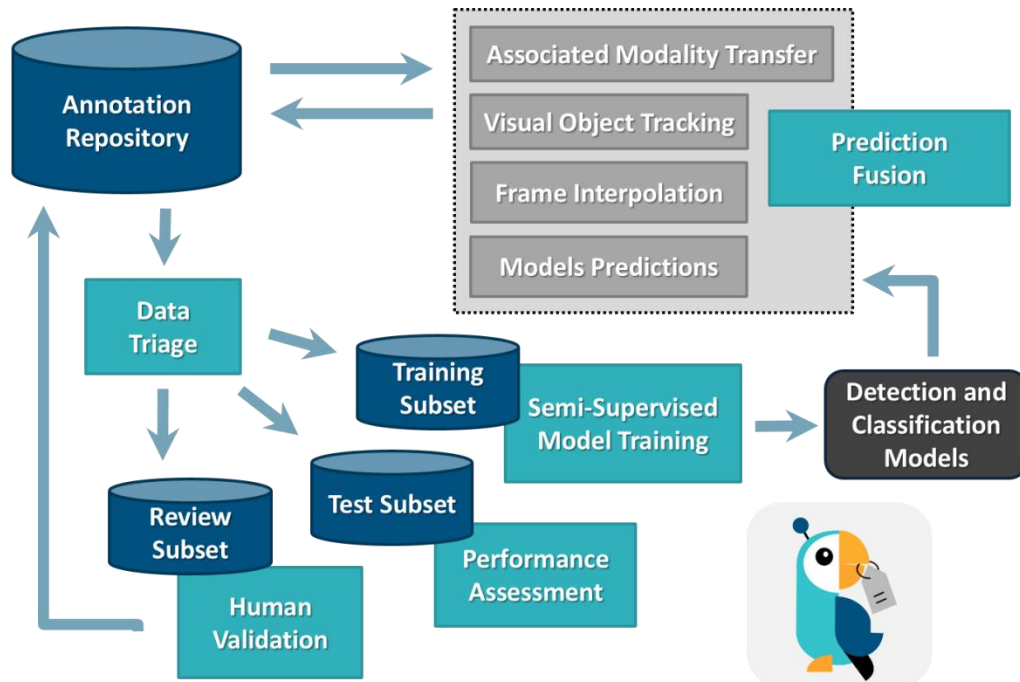 Annotation
Repository
Associated Modality Transfer
Visual Object Tracking
Frame Interpolation
Models Predictions
Prediction
Fusion
Data
Triage
Training
Subset
Semi-Supervised
Model Training
Detection and
Classification
Models
Test Subset
Performance
Assessment
Review
Subset
Human
Validation